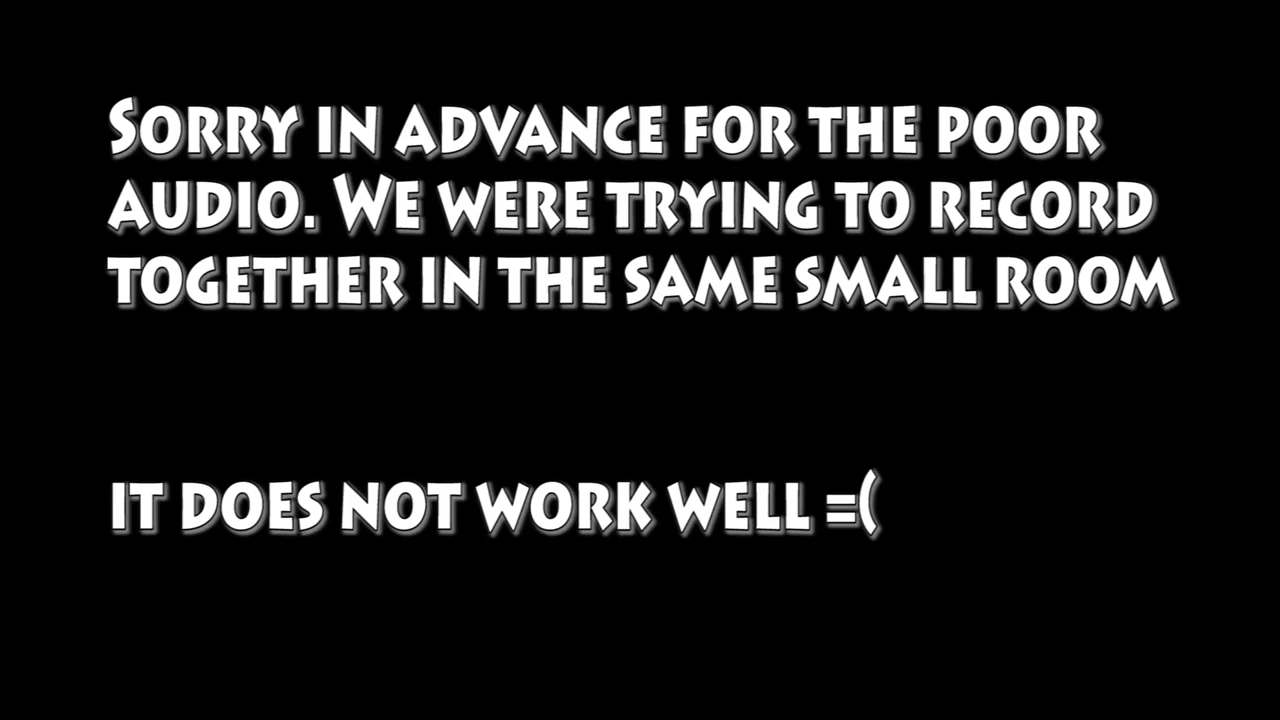 Sorry in advance for the poor
audio. We were trying to record
together in the same small room
it does not work well =(